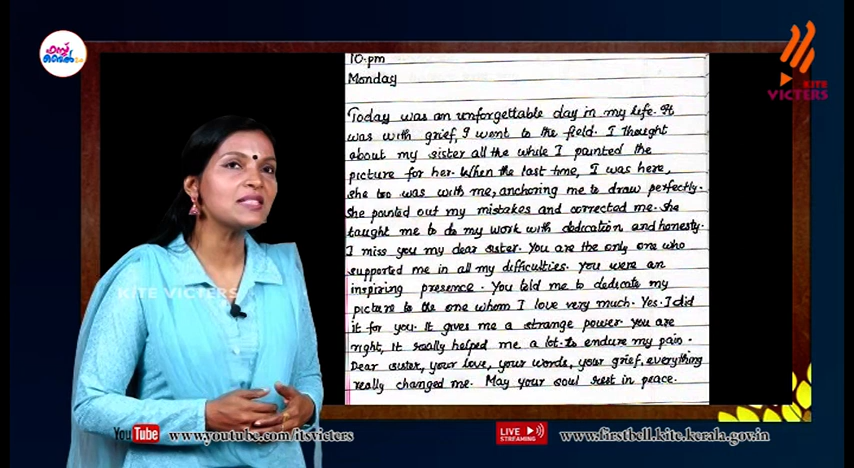 ഫസ്റ്റ്
ബെൽ 2.0
KITE
VICTERS
10.pm
Monday
Today was an unforgettable day in my life. It
was with grief, I went to the field. I thought
about my sister all the while I painted the
picture for her. When the last time, I was here,
she too was with me, anchoring me to draw perfectly.
She pointed out my mistakes and corrected me. She
taught me to do my work with dedication and honesty.
I miss you my dear sister. You are the only one who
supported me in all my difficulties. You were an
inspiring presence. You told me to dedicate my
picture to the one whom I love very much. Yes. I did
it for you. It gives me a strange power. You are
right, it really helped me a lot to endure my pain.
Dear sister, your love, your words, your grief, everything
really changed me. May your soul rest in peace.
KITE VICTERS
YouTube www.youtube.com/itsvicters
LIVE STREAMING www.firstbell.kite.kerala.gov.in